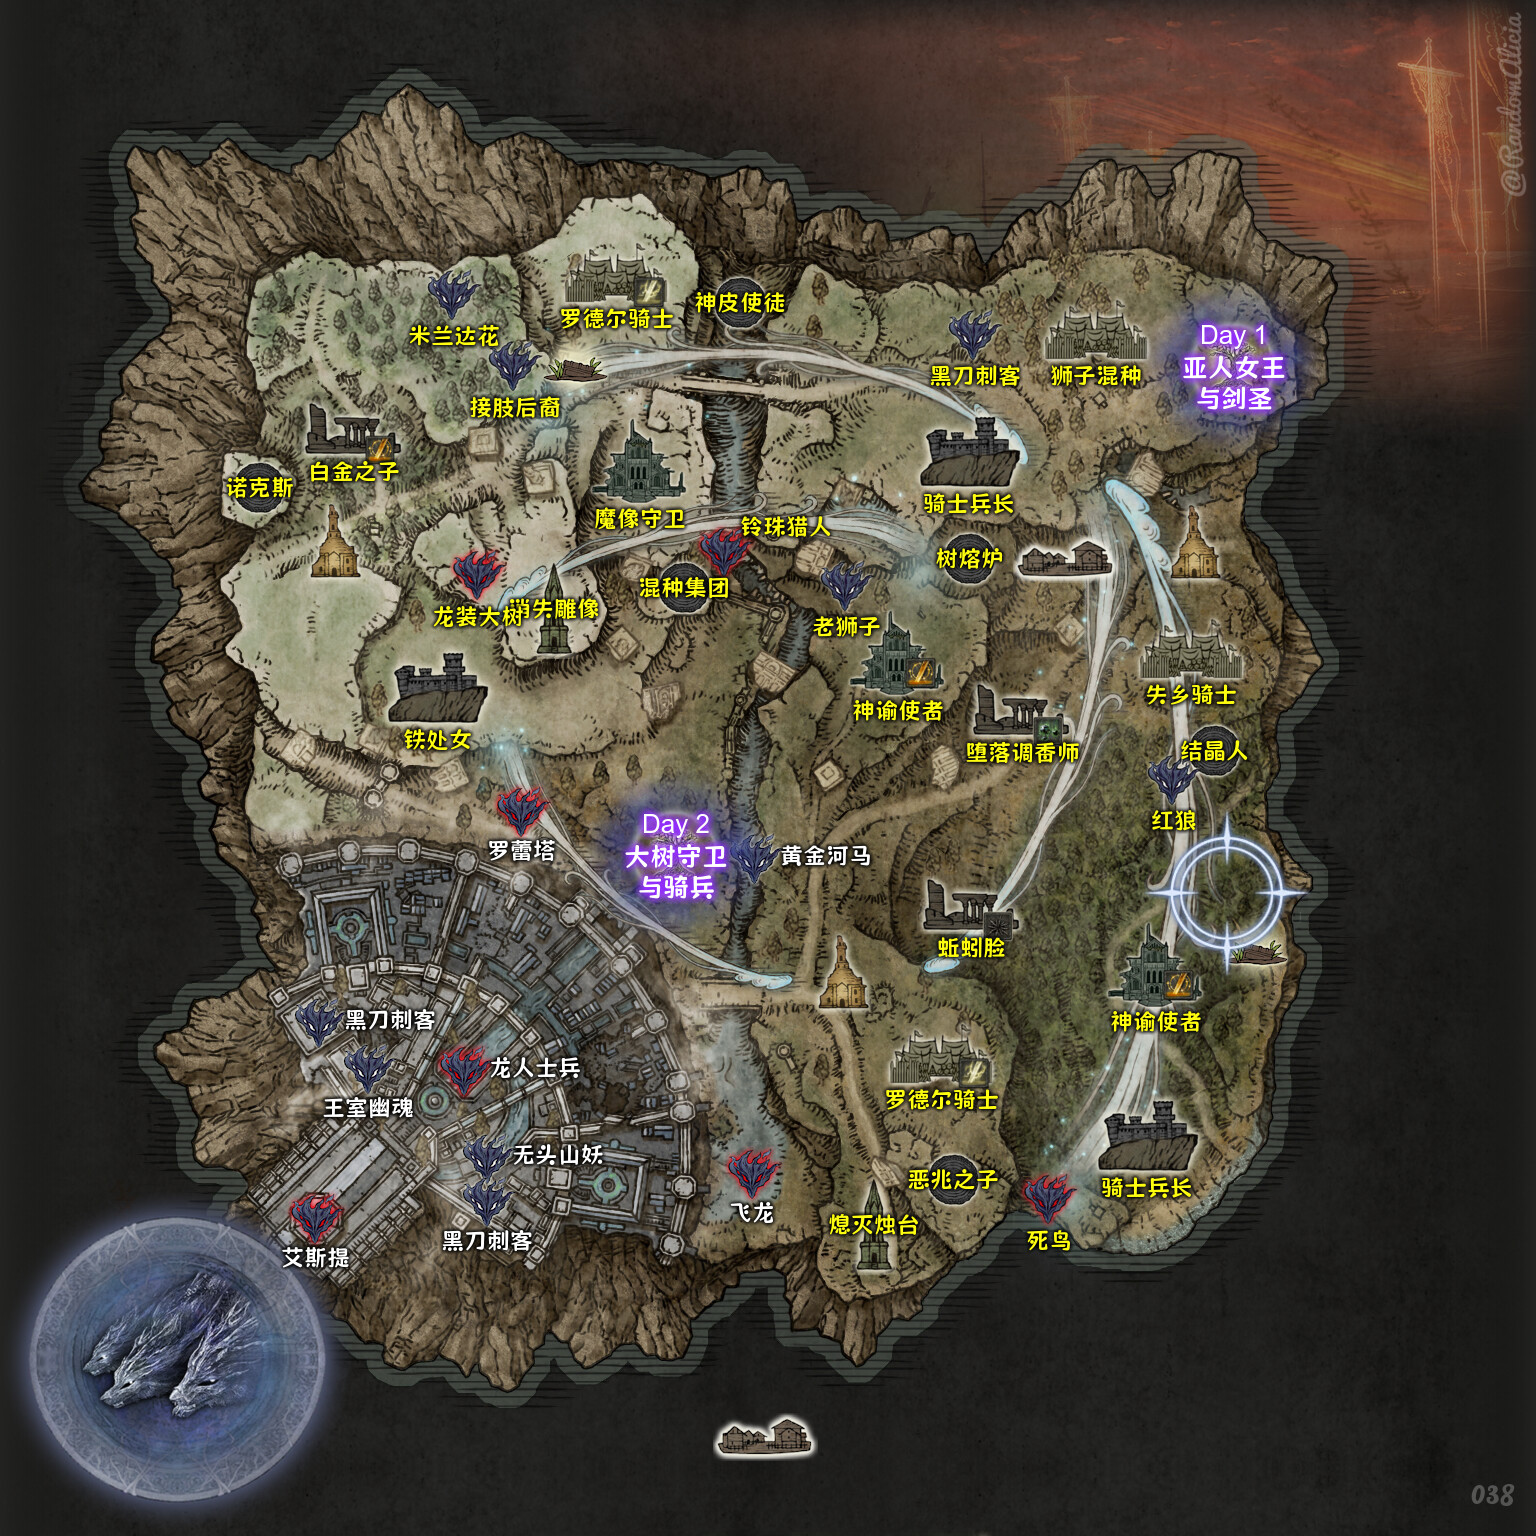 @RandomAlicia
米兰达花
罗德尔骑士
神皮使徒
接肢后裔
黑刀刺客
狮子混种
Day 1
亚人女王
与剑圣
白金之子
诺克斯
魔像守卫
铃珠猎人
骑士兵长
树熔炉
混种集团
龙装大树
消失雕像
老狮子
神谕使者
失乡骑士
铁处女
堕落调香师
结晶人
红狼
罗蕾塔
Day 2
大树守卫
与骑兵
黄金河马
蚯蚓脸
黑刀刺客
神谕使者
龙人士兵
王室幽魂
罗德尔骑士
无头山妖
恶兆之子
骑士兵长
飞龙
熄灭烛台
死鸟
黑刀刺客
艾斯提
038